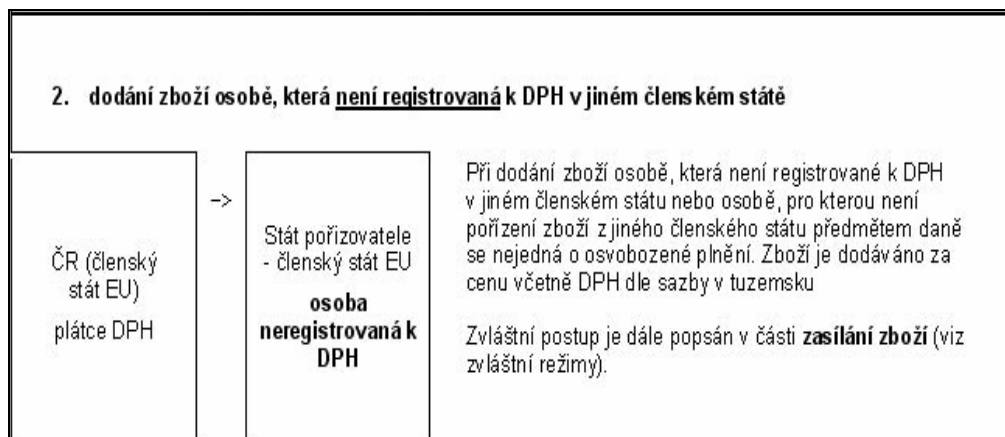 2. dodání zboží osobě, která není registrovaná k DPH v jiném členském státě
ČR (členský
stát EU)
plátce DPH
->
Stát pořizovatele
- členský stát EU
osoba
neregistrovaná k
DPH
Při dodání zboží osobě, která není registrované k DPH
v jiném členském státu nebo osobě, pro kterou není
pořízení zboží z jiného členského státu předmětem daně
se nejedná o osvobozené plnění. Zboží je dodáváno za
cenu včetně DPH dle sazby v tuzemsku
Zvláštní postup je dále popsán v části zasílání zboží (viz
zvláštní režimy).